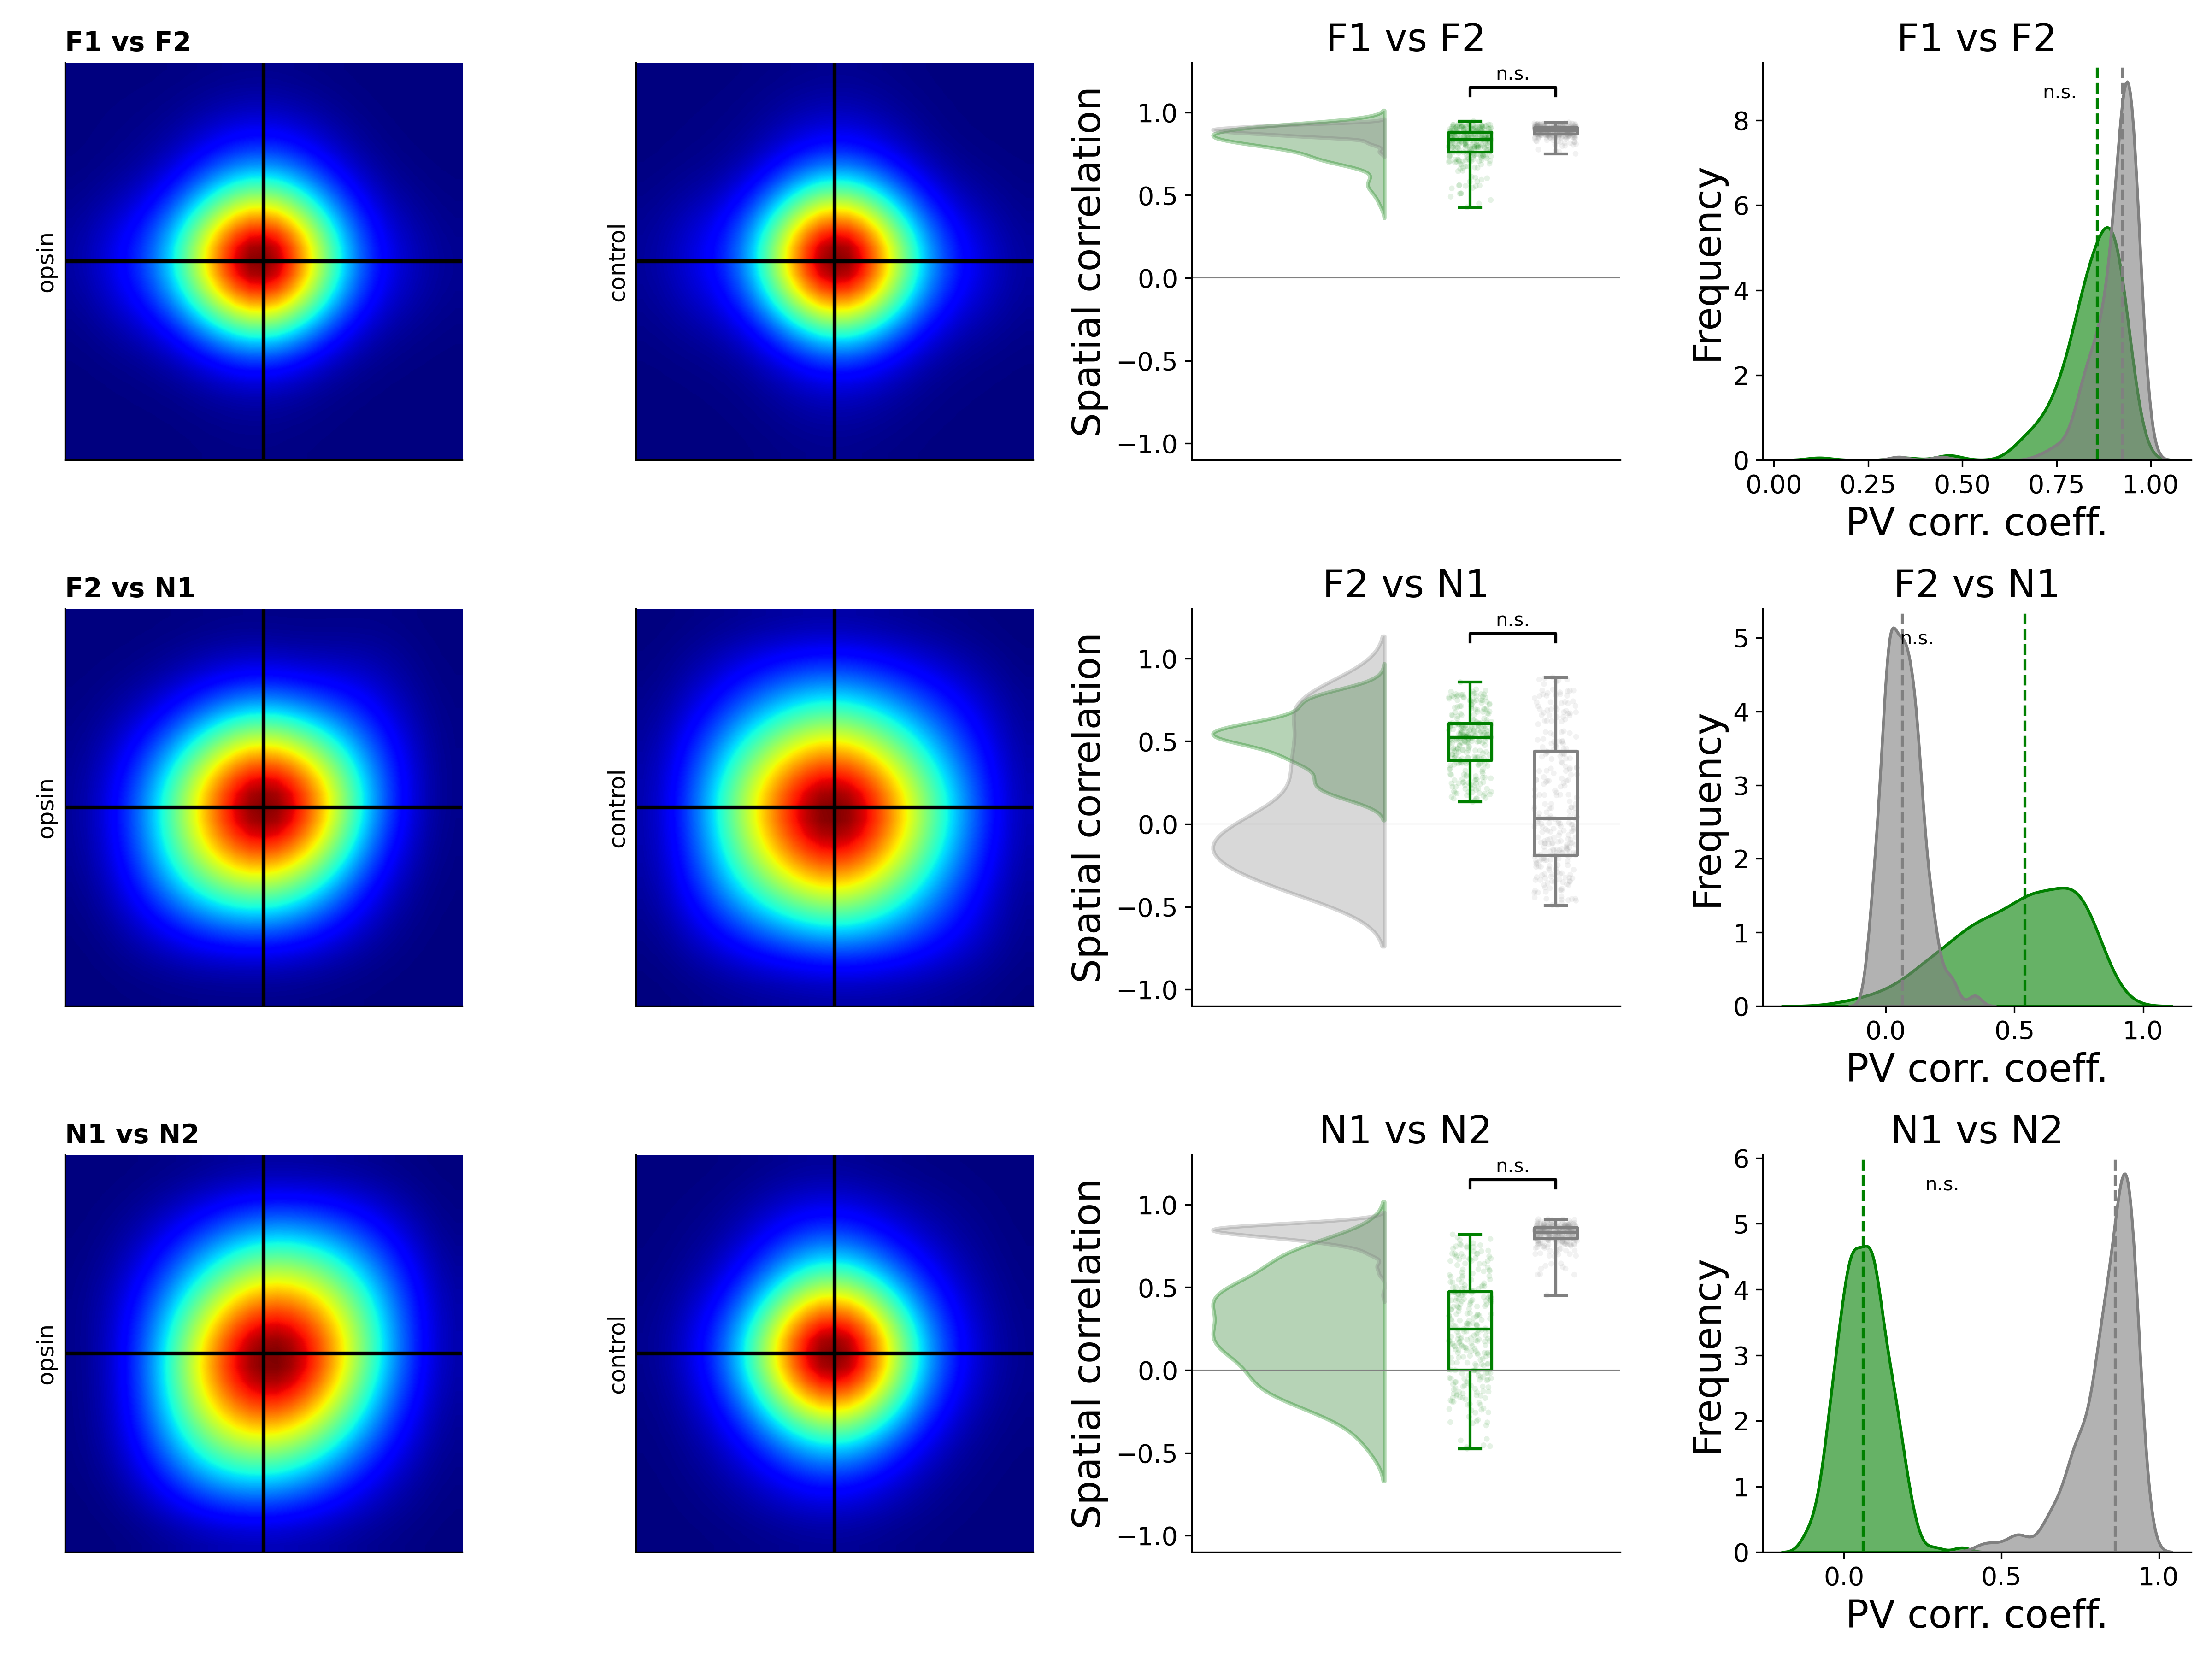 F1 vs F2
opsin
control
F1 vs F2
n.s.
Spatial correlation
1.0
0.5
0.0
−0.5
−1.0
F1 vs F2
n.s.
Frequency
8
6
4
2
0
0.00 0.25 0.50 0.75 1.00
PV corr. coeff.
F2 vs N1
opsin
control
F2 vs N1
n.s.
Spatial correlation
1.0
0.5
0.0
−0.5
−1.0
F2 vs N1
n.s.
Frequency
5
4
3
2
1
0
0.0 0.5 1.0
PV corr. coeff.
N1 vs N2
opsin
control
N1 vs N2
n.s.
Spatial correlation
1.0
0.5
0.0
−0.5
−1.0
N1 vs N2
n.s.
Frequency
6
5
4
3
2
1
0
0.0 0.5 1.0
PV corr. coeff.